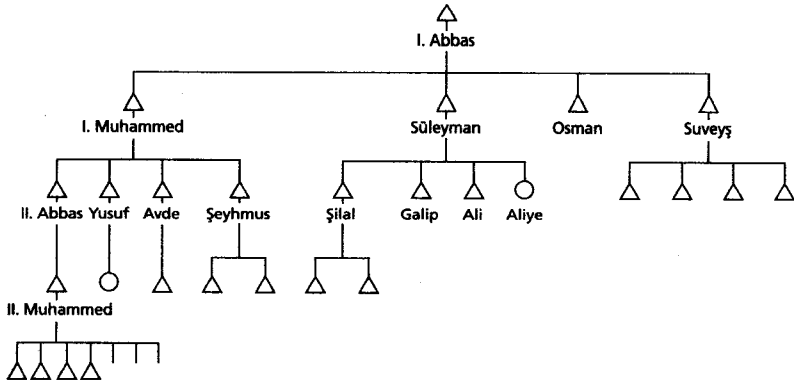 I. Abbas
I. Muhammed Süleyman Osman Suveyş
II. Abbas Yusuf Avde Şeyhmus Şilal Galip Ali Aliye
II. Muhammed